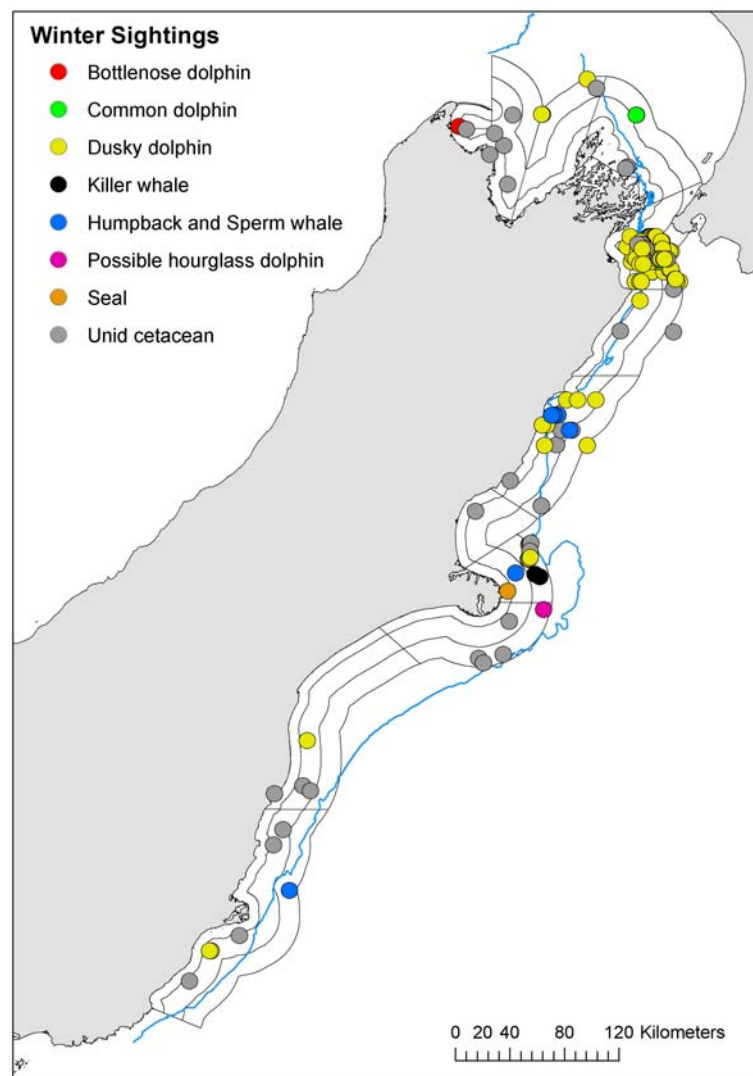 Winter Sightings
Bottlenose dolphin
Common dolphin
Dusky dolphin
Killer whale
Humpback and Sperm whale
Possible hourglass dolphin
Seal
Unid cetacean
0 20 40 80 120 Kilometers